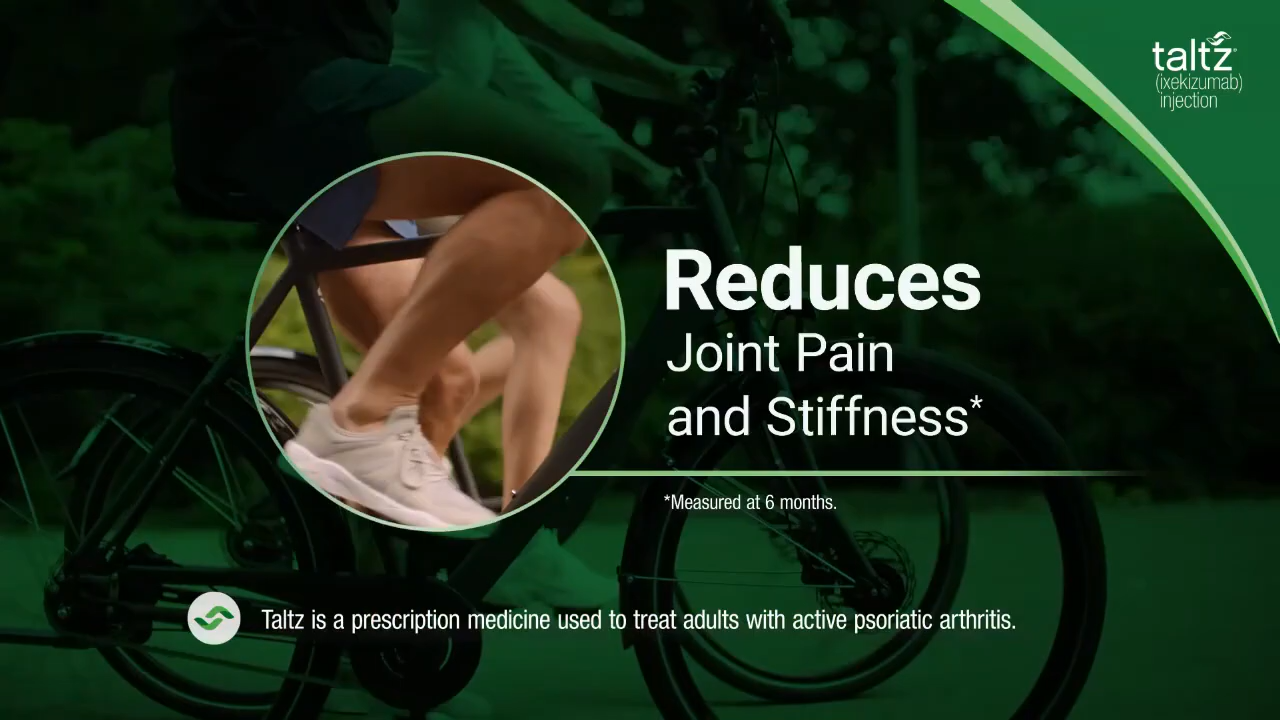 taltz®
(ixekizumab)
injection
Reduces
Joint Pain
and Stiffness*
*Measured at 6 months.
Taltz is a prescription medicine used to treat adults with active psoriatic arthritis.